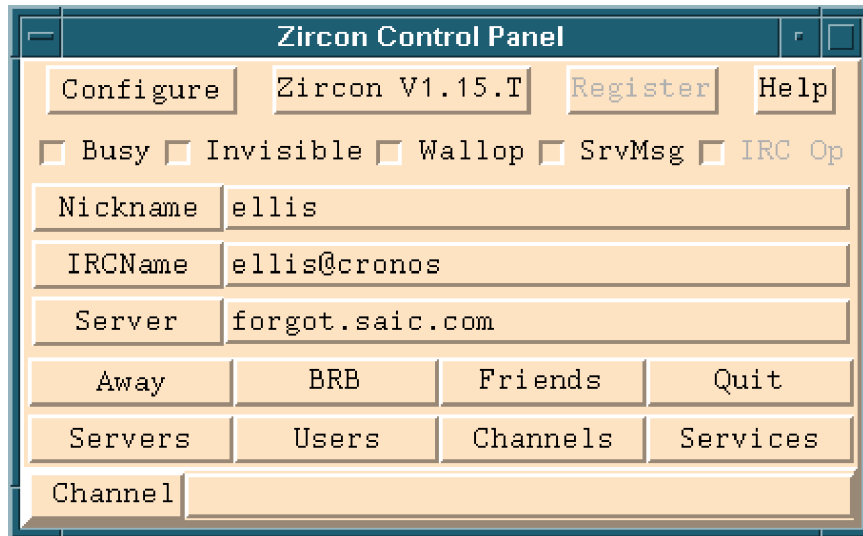 Zircon Control Panel
Configure Zircon V1.15.T Register Help
Busy Invisible Wallop SrvMsg IRC Op
Nickname ellis
IRCName ellis@cronos
Server forgot.saic.com
Away BRB Friends Quit
Servers Users Channels Services
Channel